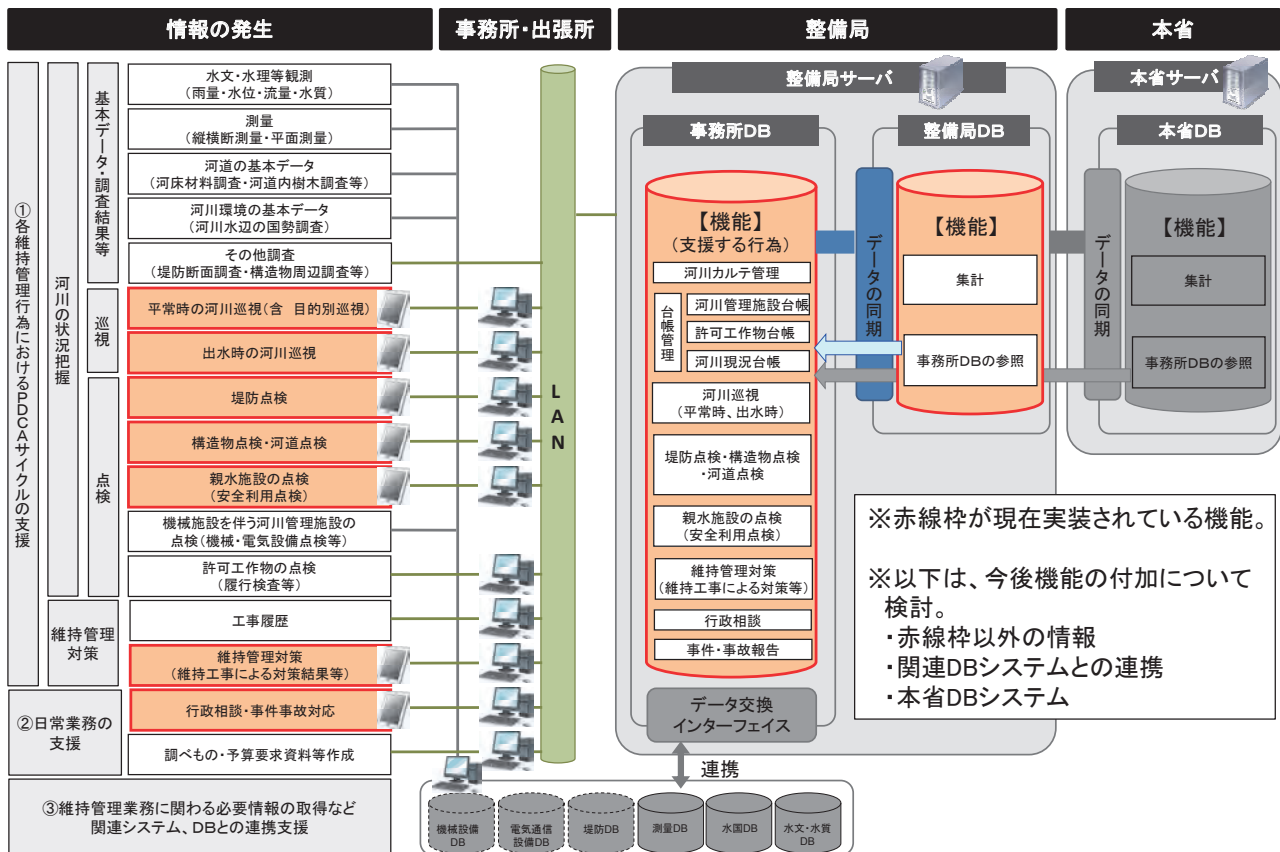 情報の発生
事務所・出張所
整備局
本省
①各維持管理行為におけるPDCAサイクルの支援
河川の状況把握
基本データ・調査結果等
水文・水理等観測
(雨量・水位・流量・水質)
測量
(縦横断測量・平面測量)
河道の基本データ
(河床材料調査・河道内樹木調査等)
河川環境の基本データ
(河川水辺の国勢調査)
その他調査
(堤防断面調査・構造物周辺調査等)
巡視
平常時の河川巡視(含 目的別巡視)
出水時の河川巡視
点検
堤防点検
構造物点検・河道点検
親水施設の点検
(安全利用点検)
機械施設を伴う河川管理施設の
点検(機械・電気設備点検等)
許可工作物の点検
(履行検査等)
維持管理
対策
工事履歴
維持管理対策
(維持工事による対策結果等)
②日常業務の
支援
行政相談・事件事故対応
調べもの・予算要求資料等作成
③維持管理業務に関わる必要情報の取得など
関連システム、DBとの連携支援
LAN
整備局サーバ
事務所DB
【機能】
(支援する行為)
河川カルテ管理
台帳管理
河川管理施設台帳
許可工作物台帳
河川現況台帳
河川巡視
(平常時、出水時)
堤防点検・構造物点検
・河道点検
親水施設の点検
(安全利用点検)
維持管理対策
(維持工事による対策等)
行政相談
事件・事故報告
データ交換
インターフェイス
連携
機械設備
DB
電気通信
設備DB
堤防DB
測量DB
水国DB
水文・水質
DB
データの同期
整備局DB
【機能】
集計
事務所DBの参照
データの同期
本省サーバ
本省DB
【機能】
集計
事務所DBの参照
※赤線枠が現在実装されている機能。
※以下は、今後機能の付加について
検討。
・赤線枠以外の情報
・関連DBシステムとの連携
・本省DBシステム